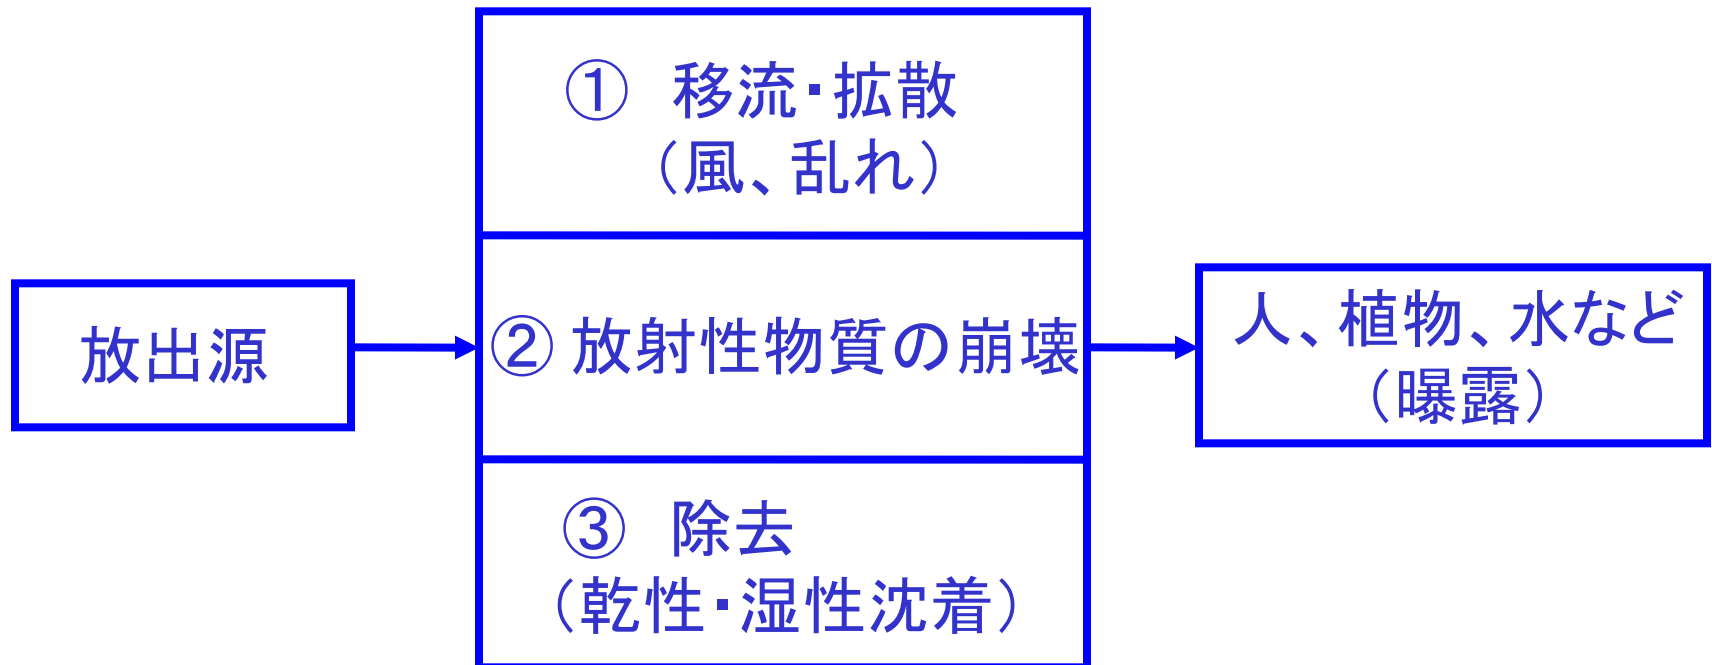 放出源
① 移流・拡散
(風、乱れ)
② 放射性物質の崩壊
③ 除去
(乾性・湿性沈着)
人、植物、水など
(曝露)